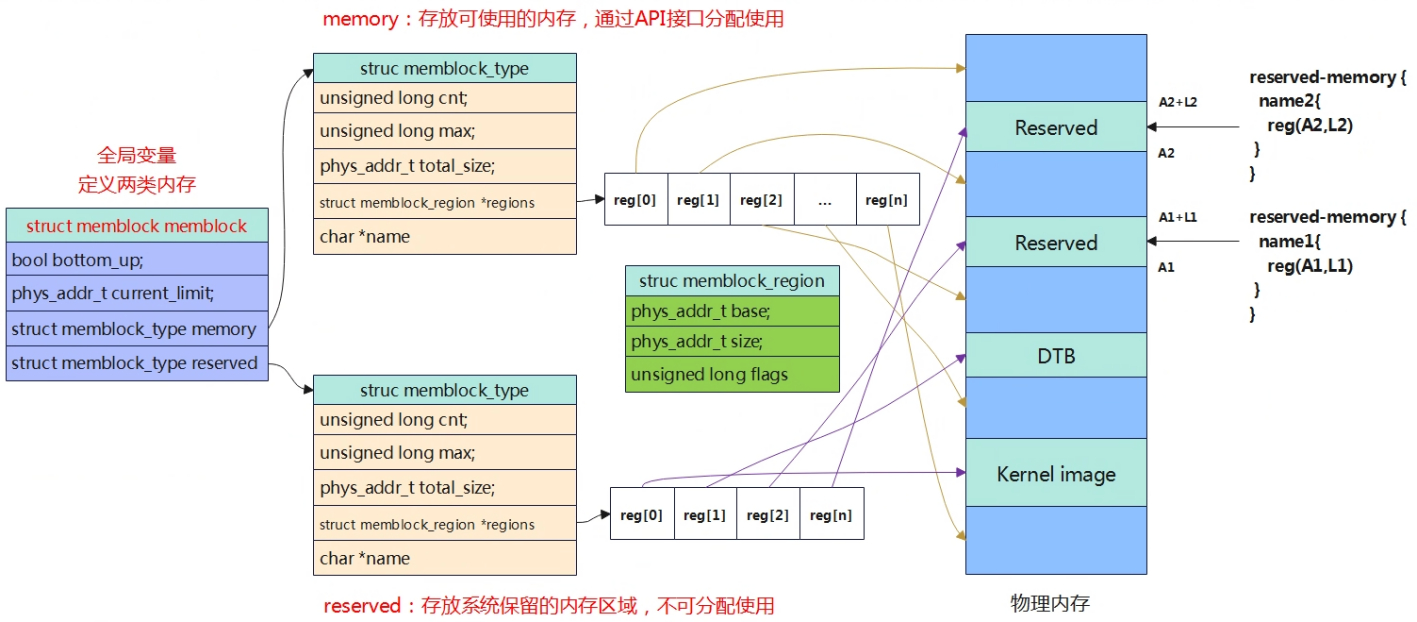 memory：存放可使用的内存，通过API接口分配使用
struc memblock_type
unsigned long cnt;
unsigned long max;
phys_addr_t total_size;
struct memblock_region *regions
char *name
全局变量
定义两类内存
struct memblock memblock
bool bottom_up;
phys_addr_t current_limit;
struct memblock_type memory
struct memblock_type reserved
reg[0]
reg[1]
reg[2]
...
reg[n]
struc memblock_region
phys_addr_t base;
phys_addr_t size;
unsigned long flags
struc memblock_type
unsigned long cnt;
unsigned long max;
phys_addr_t total_size;
struct memblock_region *regions
char *name
reg[0]
reg[1]
reg[2]
reg[n]
reserved：存放系统保留的内存区域，不可分配使用
Reserved
Reserved
DTB
Kernel image
物理内存
A2+L2
A2
A1+L1
A1
reserved-memory {
name2{
reg(A2,L2)
}
}
reserved-memory {
name1{
reg(A1,L1)
}
}